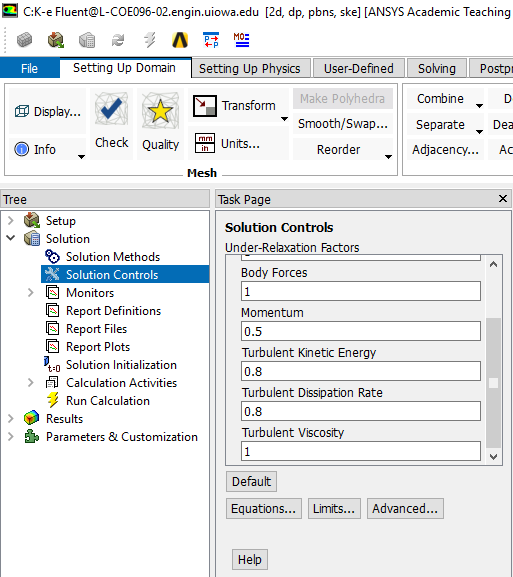 C:K-e Fluent@L-COE096-02.engin.uiowa.edu [2d, dp, pbns, ske] [ANSYS Academic Teaching
MO:
File Setting Up Domain Setting Up Physics User-Defined Solving Postpr
Display... Transform Make Polyhedra Combine D
Check Quality Smooth/Swap... Separate Dea
Info mm in Units... Reorder Adjacency... Ac
Mesh
Tree
Setup
Solution
Solution Methods
Solution Controls
Monitors
Report Definitions
Report Files
Report Plots
t=0 Solution Initialization
Calculation Activities
Run Calculation
Results
Parameters & Customization
Task Page
Solution Controls
Under-Relaxation Factors
Body Forces
1
Momentum
0.5
Turbulent Kinetic Energy
0.8
Turbulent Dissipation Rate
0.8
Turbulent Viscosity
1
Default
Equations... Limits... Advanced...
Help